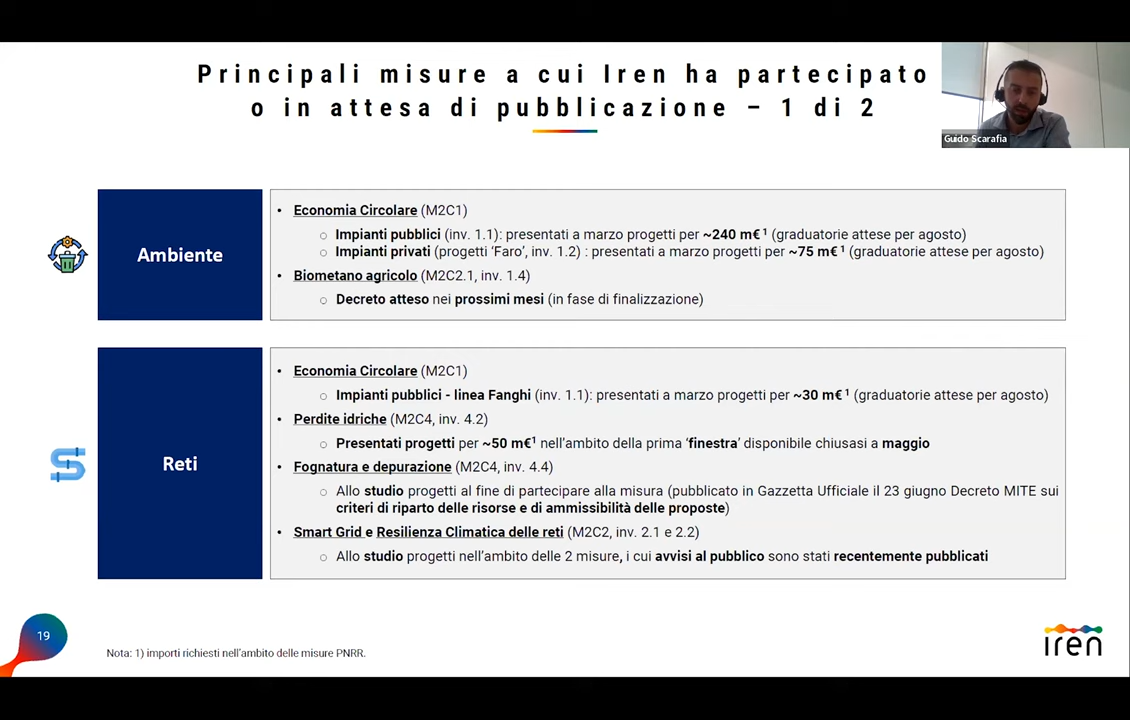 Principali misure a cui Iren ha partecipato
o in attesa di pubblicazione – 1 di 2
Guido Scarafia
Ambiente
• Economia Circolare (M2C1)
○ Impianti pubblici (inv. 1.1): presentati a marzo progetti per ~240 m€ ¹ (graduatorie attese per agosto)
○ Impianti privati (progetti ‘Faro’, inv. 1.2) : presentati a marzo progetti per ~75 m€ ¹ (graduatorie attese per agosto)
• Biometano agricolo (M2C2.1, inv. 1.4)
○ Decreto atteso nei prossimi mesi (in fase di finalizzazione)
Reti
• Economia Circolare (M2C1)
○ Impianti pubblici - linea Fanghi (inv. 1.1): presentati a marzo progetti per ~30 m€ ¹ (graduatorie attese per agosto)
• Perdite idriche (M2C4, inv. 4.2)
○ Presentati progetti per ~50 m€¹ nell’ambito della prima ‘finestra’ disponibile chiusasi a maggio
• Fognatura e depurazione (M2C4, inv. 4.4)
○ Allo studio progetti al fine di partecipare alla misura (pubblicato in Gazzetta Ufficiale il 23 giugno Decreto MITE sui
criteri di riparto delle risorse e di ammissibilità delle proposte)
• Smart Grid e Resilienza Climatica delle reti (M2C2, inv. 2.1 e 2.2)
○ Allo studio progetti nell’ambito delle 2 misure, i cui avvisi al pubblico sono stati recentemente pubblicati
19
Nota: 1) importi richiesti nell’ambito delle misure PNRR.
iren